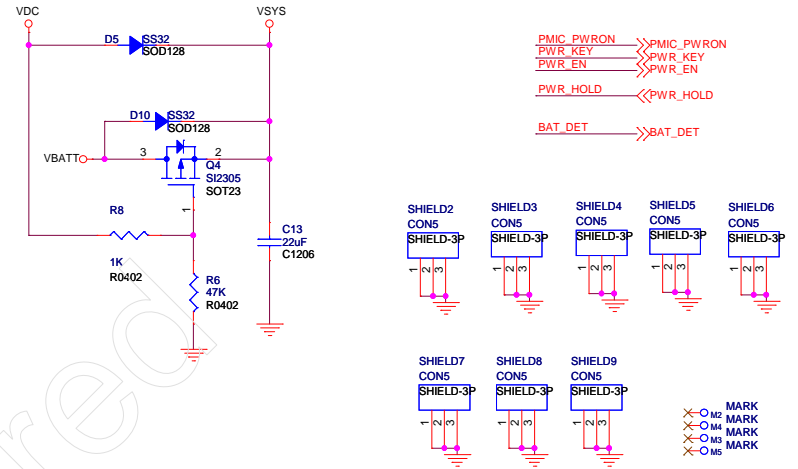 VDC
VSYS
D5
SS32
SOD128
D10
SS32
SOD128
VBATT
3
2
Q4
SI2305
SOT23
1
R8
1K
R0402
R6
47K
R0402
C13
22uF
C1206
PMIC_PWRON
PMIC_PWRON
PWR_KEY
PWR_KEY
PWR_EN
PWR_EN
PWR_HOLD
PWR_HOLD
BAT_DET
BAT_DET
SHIELD2
CON5
SHIELD-3P
1 2 3
SHIELD3
CON5
SHIELD-3P
1 2 3
SHIELD4
CON5
SHIELD-3P
1 2 3
SHIELD5
CON5
SHIELD-3P
1 2 3
SHIELD6
CON5
SHIELD-3P
1 2 3
SHIELD7
CON5
SHIELD-3P
1 2 3
SHIELD8
CON5
SHIELD-3P
1 2 3
SHIELD9
CON5
SHIELD-3P
1 2 3
MARK
M2
MARK
M4
MARK
M3
MARK
M5
red